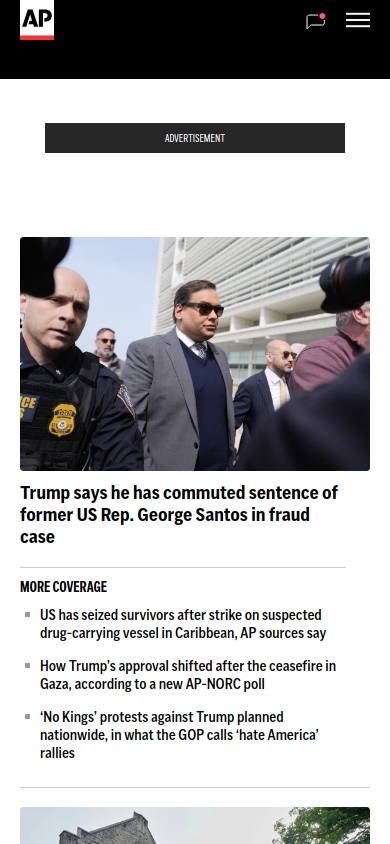 AP
ADVERTISEMENT
Trump says he has commuted sentence of
former US Rep. George Santos in fraud
case
MORE COVERAGE
US has seized survivors after strike on suspected
drug-carrying vessel in Caribbean, AP sources say
How Trump’s approval shifted after the ceasefire in
Gaza, according to a new AP-NORC poll
‘No Kings’ protests against Trump planned
nationwide, in what the GOP calls ‘hate America’
rallies